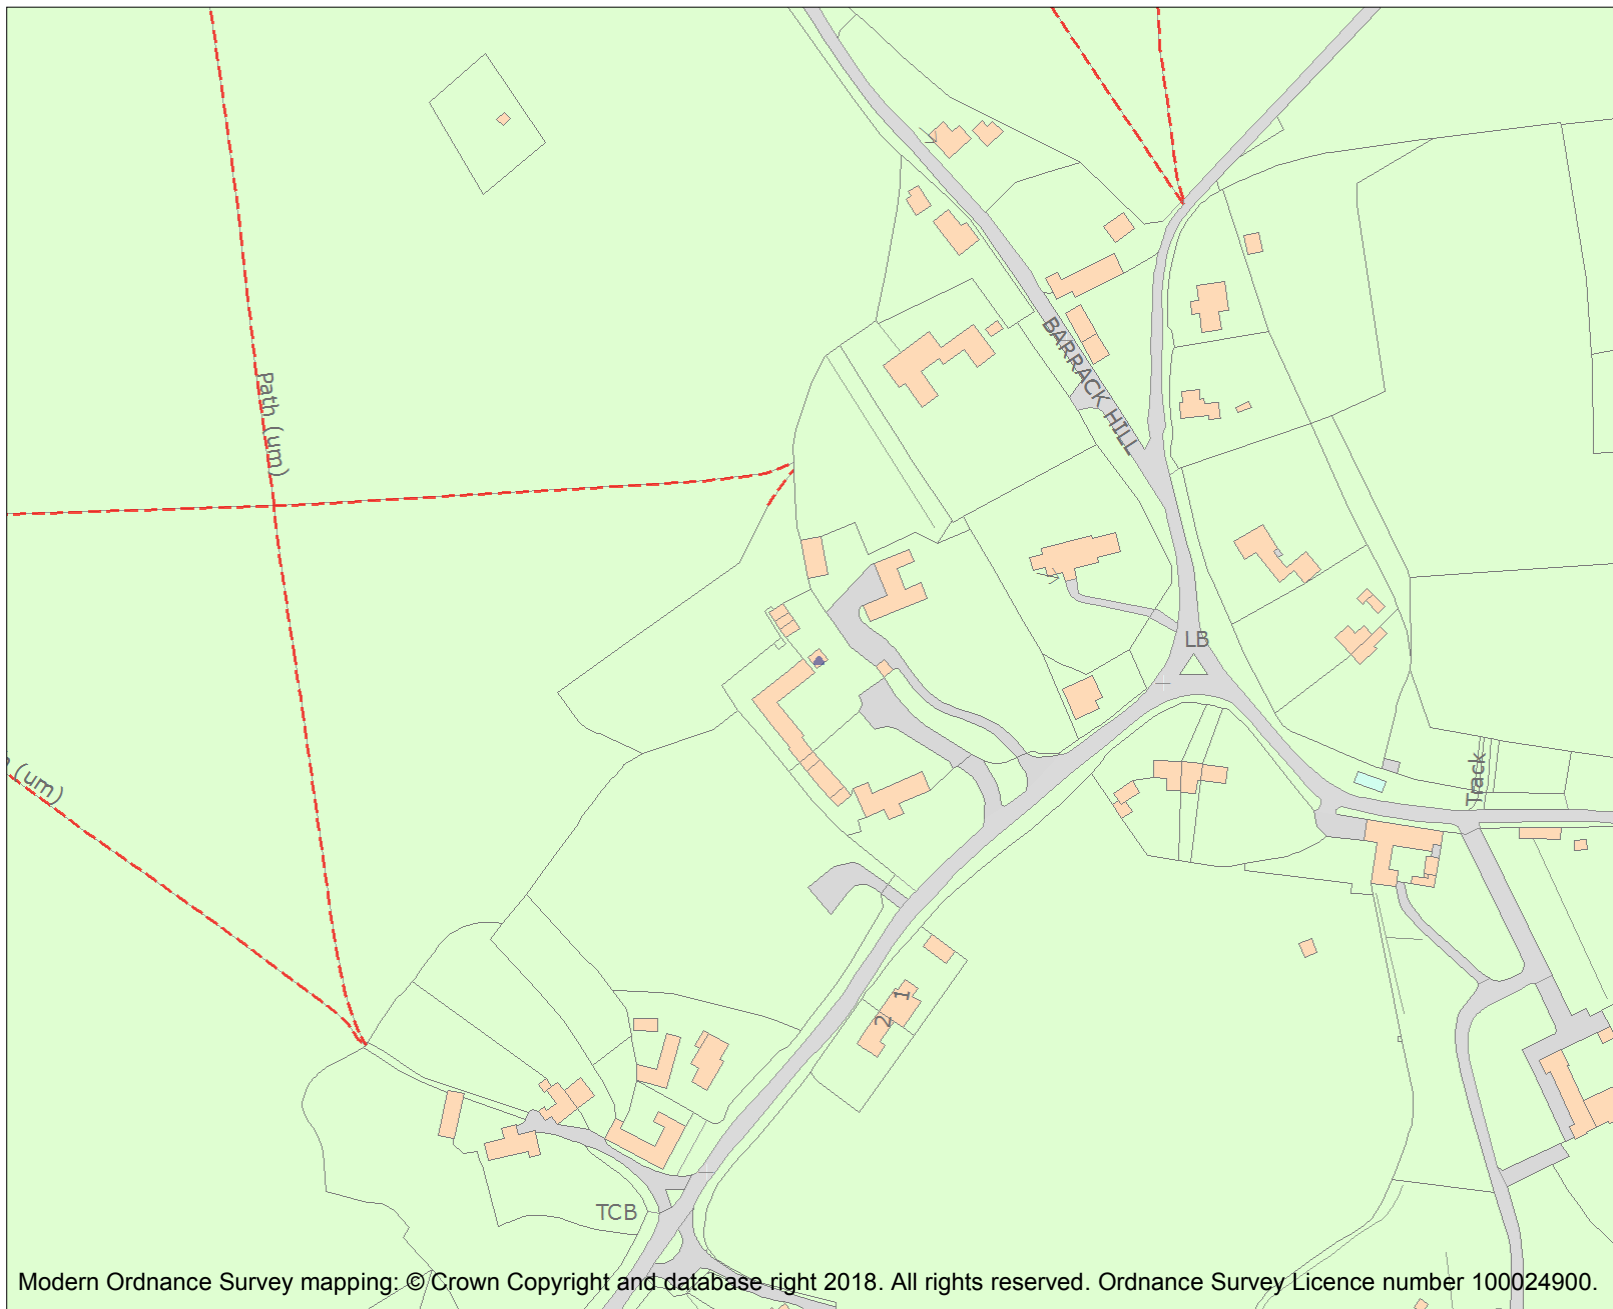 BARRACK HILL
Path (um)
LB
(um)
Track
1
2
TCB
Modern Ordnance Survey mapping: © Crown Copyright and database right 2018. All rights reserved. Ordnance Survey Licence number 100024900.